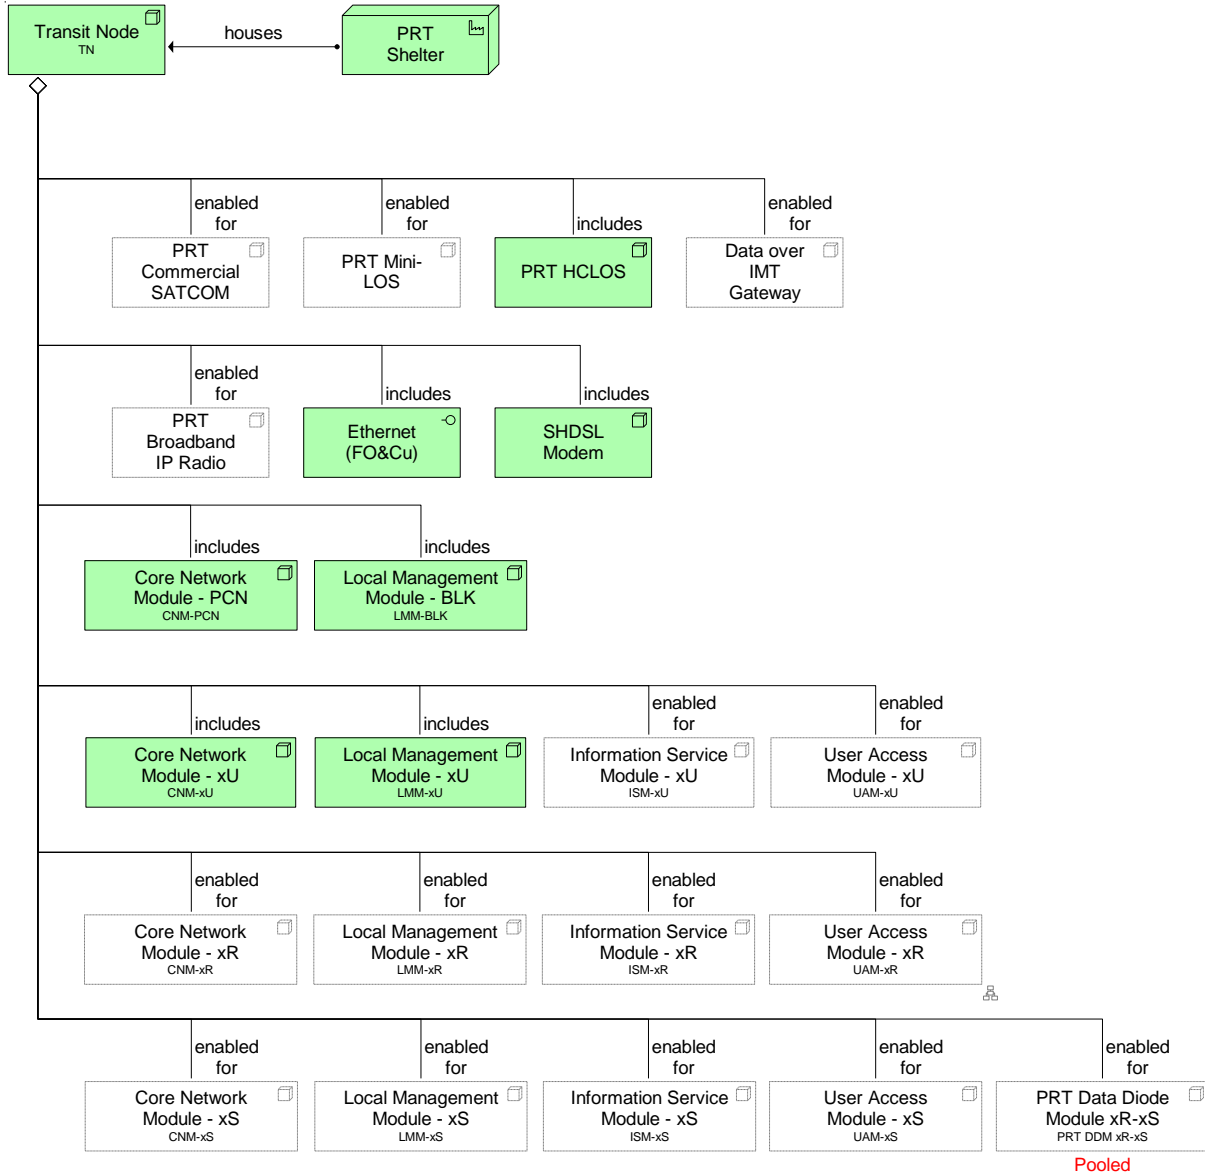 Transit Node
TN
houses
PRT
Shelter
enabled
for
enabled
for
includes
enabled
for
PRT
Commercial
SATCOM
PRT Mini-
LOS
PRT HCLOS
Data over
IMT
Gateway
enabled
for
includes
includes
PRT
Broadband
IP Radio
Ethernet
(FO&Cu)
SHDSL
Modem
includes
includes
Core Network
Module - PCN
CNM-PCN
Local Management
Module - BLK
LMM-BLK
includes
includes
enabled
for
enabled
for
Core Network
Module - xU
CNM-xU
Local Management
Module - xU
LMM-xU
Information Service
Module - xU
ISM-xU
User Access
Module - xU
UAM-xU
enabled
for
enabled
for
enabled
for
enabled
for
Core Network
Module - xR
CNM-xR
Local Management
Module - xR
LMM-xR
Information Service
Module - xR
ISM-xR
User Access
Module - xR
UAM-xR
enabled
for
enabled
for
enabled
for
enabled
for
enabled
for
Core Network
Module - xS
CNM-xS
Local Management
Module - xS
LMM-xS
Information Service
Module - xS
ISM-xS
User Access
Module - xS
UAM-xS
PRT Data Diode
Module xR-xS
PRT DDM xR-xS
Pooled